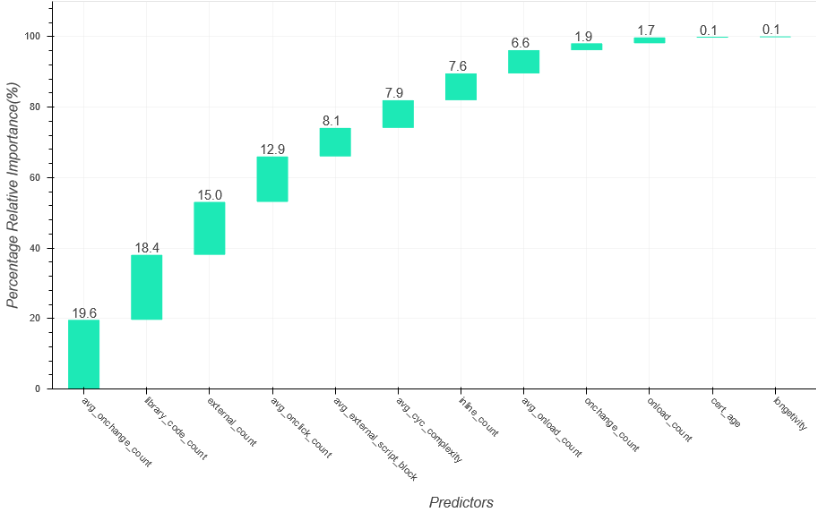 Percentage Relative Importance(%)
100
80
60
40
20
0
19.6
18.4
15.0
12.9
8.1
7.9
7.6
6.6
1.9
1.7
0.1
0.1
avg_onchange_count
library_code_count
external_count
avg_onclick_count
avg_external_script_block
avg_cyc_complexity
inline_count
avg_onload_count
onchange_count
onload_count
cert_age
longetivity
Predictors